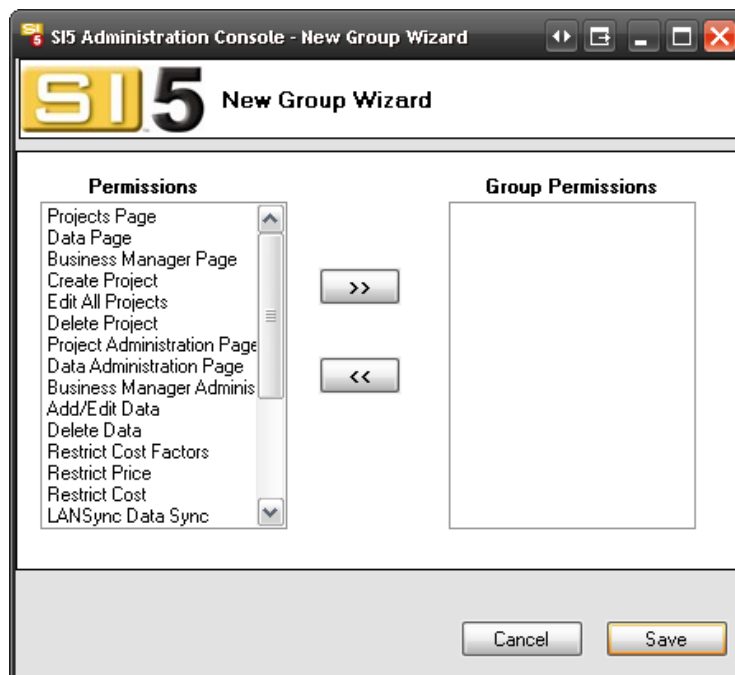 SI5 Administration Console - New Group Wizard
SI5 New Group Wizard
Permissions
Group Permissions
Projects Page
Data Page
Business Manager Page
Create Project
Edit All Projects
Delete Project
Project Administration Page
Data Administration Page
Business Manager Adminis
Add/Edit Data
Delete Data
Restrict Cost Factors
Restrict Price
Restrict Cost
LANSync Data Sync
>>
<<
Cancel
Save